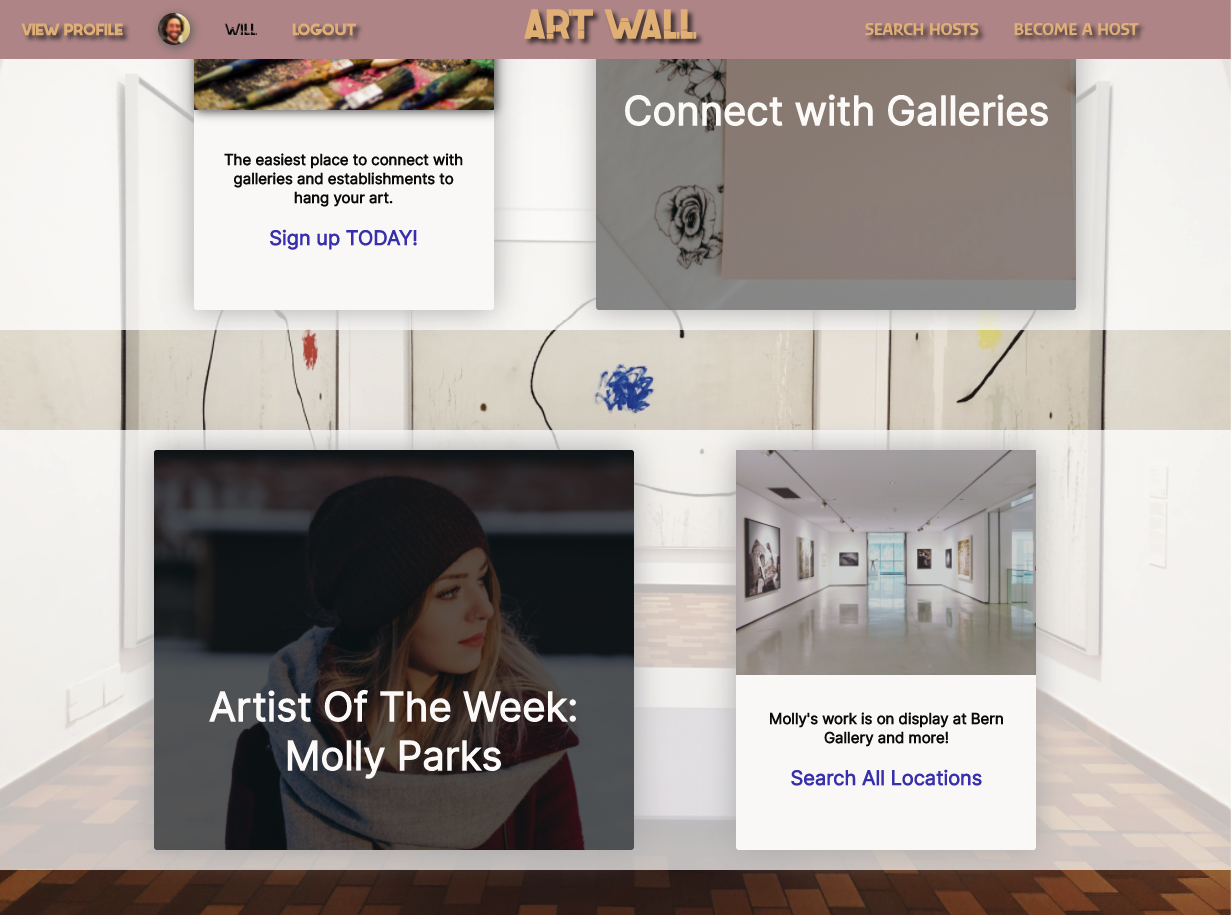 VIEW PROFILE
WILL
LOGOUT
ART WALL
SEARCH HOSTS
BECOME A HOST
Connect with Galleries
The easiest place to connect with
galleries and establishments to
hang your art.
Sign up TODAY!
Artist Of The Week:
Molly Parks
Molly's work is on display at Bern
Gallery and more!
Search All Locations